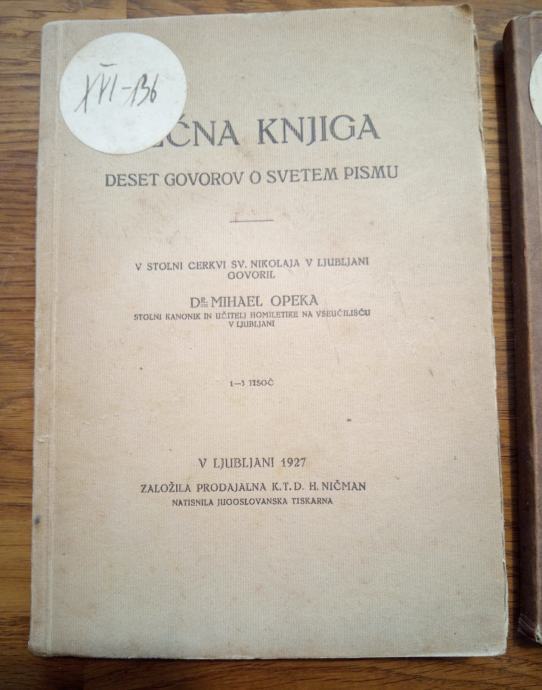 XVI-136
ČNA KNJIGA
DESET GOVOROV O SVETEM PISMU
V STOLNI CERKVI SV. NIKOLAJA V LJUBLJANI
GOVORIL
DR. MIHAEL OPEKA
STOLNI KANONIK IN UČITELJ HOMILETIKE NA VSEUČILIŠČU
V LJUBLJANI
1—3 TISOČ
V LJUBLJANI 1927
ZALOŽILA PRODAJALNA K.T.D. H. NIČMAN
NATISNILA JUGOSLOVANSKA TISKARNA